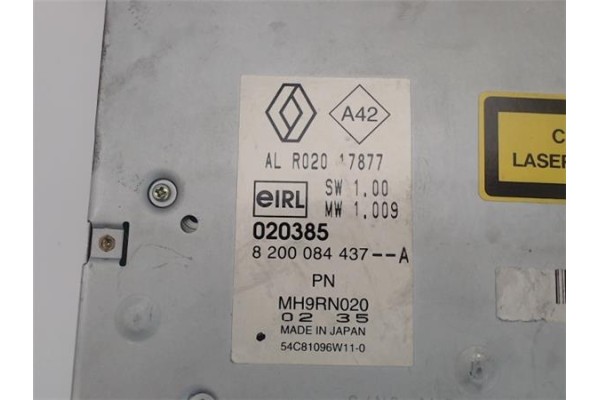 A42
AL R020 17877
eIRL
SW 1.00
MW 1.009
020385
8 200 084 437--A
PN
MH9RN020
02 35
MADE IN JAPAN
54C81096W11-0
C
LASER